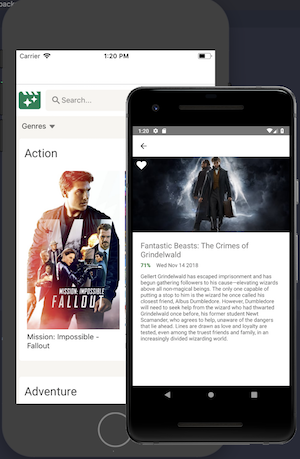 Carrier
1:20 PM
Search...
Genres
Action
MISSION: IMPOSSIBLE
FALLOUT
Mission: Impossible -
Fallout
Adventure
1:20
Fantastic Beasts: The Crimes of
Grindelwald
71% Wed Nov 14 2018
Gellert Grindelwald has escaped imprisonment and has
begun gathering followers to his cause—elevating wizards
above all non-magical beings. The only one capable of
putting a stop to him is the wizard he once called his
closest friend, Albus Dumbledore. However, Dumbledore
will need to seek help from the wizard who had thwarted
Grindelwald once before, his former student Newt
Scamander, who agrees to help, unaware of the dangers
that lie ahead. Lines are drawn as love and loyalty are
tested, even among the truest friends and family, in an
increasingly divided wizarding world.